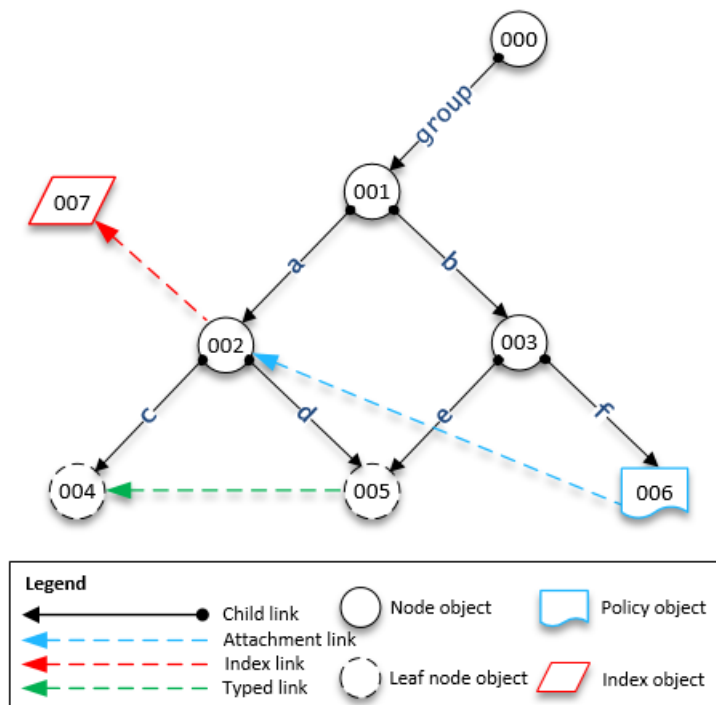 000
group
001
007
a
b
002
003
c
d
e
f
004
005
006
Legend
Child link
Attachment link
Index link
Typed link
Node object
Leaf node object
Policy object
Index object